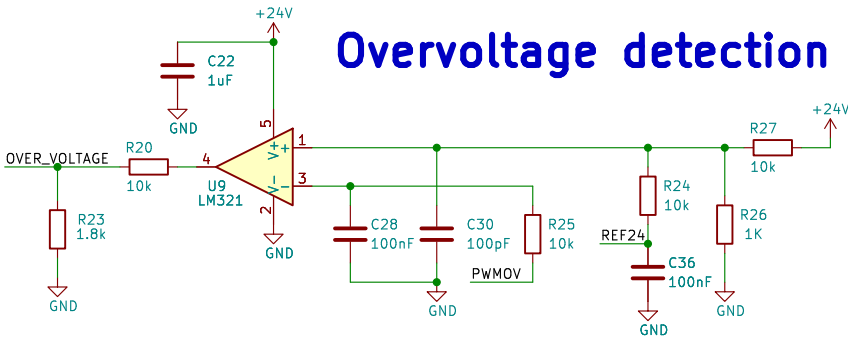 +24V
Overvoltage detection
C22
1uF
GND
+24V
R27
10k
5
1
V+
+
OVER_VOLTAGE
R20
10k
4
3
V-
-
U9
LM321
2
GND
R23
1.8k
GND
C28
100nF
C30
100pF
R25
10k
PWMOV
GND
R24
10k
REF24
R26
1K
C36
100nF
GND
GND